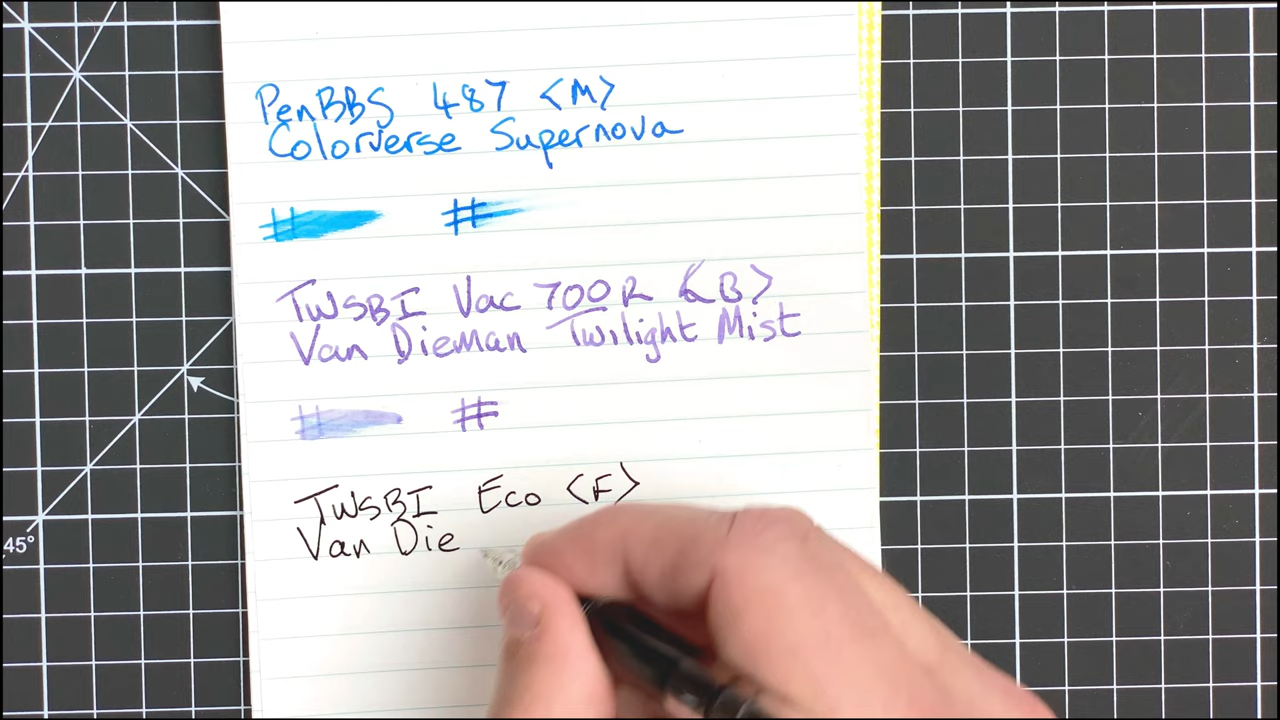 PenBBS 487 <M>
Colorverse Supernova
# #
TWSBI Vac 700R <B>
Van Dieman Twilight Mist
# #
TWSBI Eco <F>
Van Die
45°